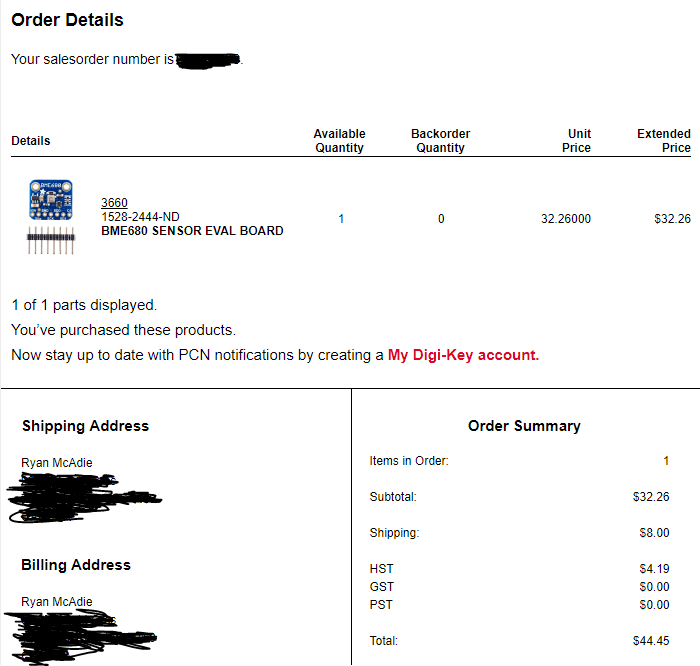 Order Details
Your salesorder number is .
Details
Available Quantity
Backorder Quantity
Unit Price
Extended Price
BME680
3660
1528-2444-ND
BME680 SENSOR EVAL BOARD
1
0
32.26000
$32.26
1 of 1 parts displayed.
You've purchased these products.
Now stay up to date with PCN notifications by creating a My Digi-Key account.
Shipping Address
Ryan McAdie
Billing Address
Ryan McAdie
Order Summary
Items in Order: 1
Subtotal: $32.26
Shipping: $8.00
HST $4.19
GST $0.00
PST $0.00
Total: $44.45